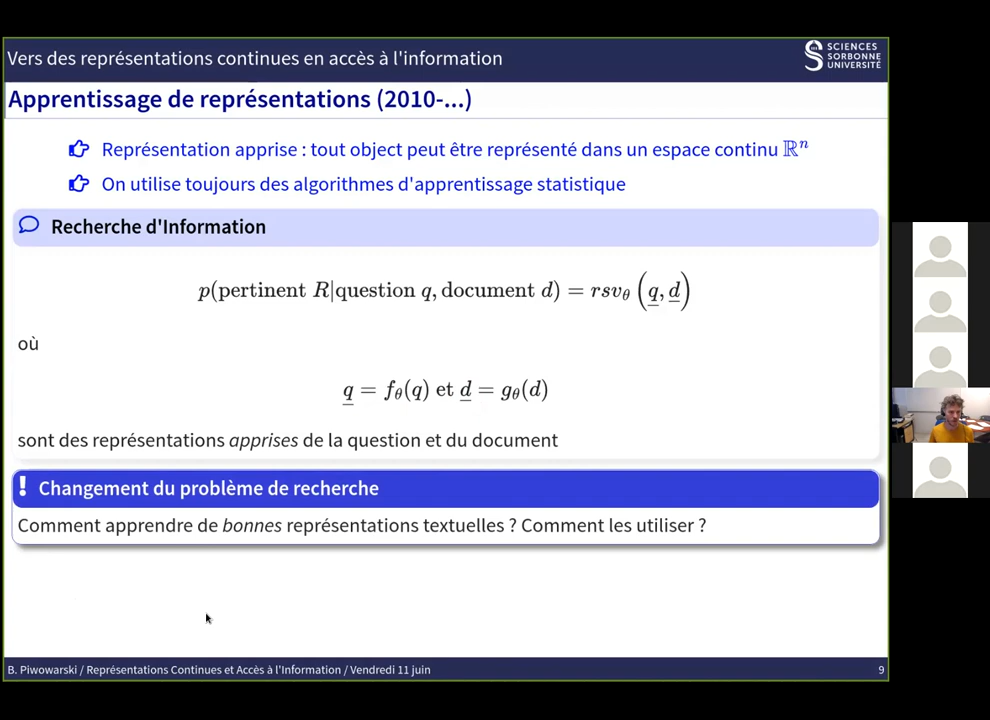 Vers des représentations continues en accès à l'information
SCIENCES
SORBONNE
UNIVERSITÉ
Apprentissage de représentations (2010-...)
Représentation apprise : tout object peut être représenté dans un espace continu ℝⁿ
On utilise toujours des algorithmes d'apprentissage statistique
Recherche d'Information
p(pertinent R|question q, document d) = rsv_θ (q, d)
où
q = f_θ(q) et d = g_θ(d)
sont des représentations apprises de la question et du document
! Changement du problème de recherche
Comment apprendre de bonnes représentations textuelles ? Comment les utiliser ?
B. Piwowarski / Représentations Continues et Accès à l'Information / Vendredi 11 juin
9